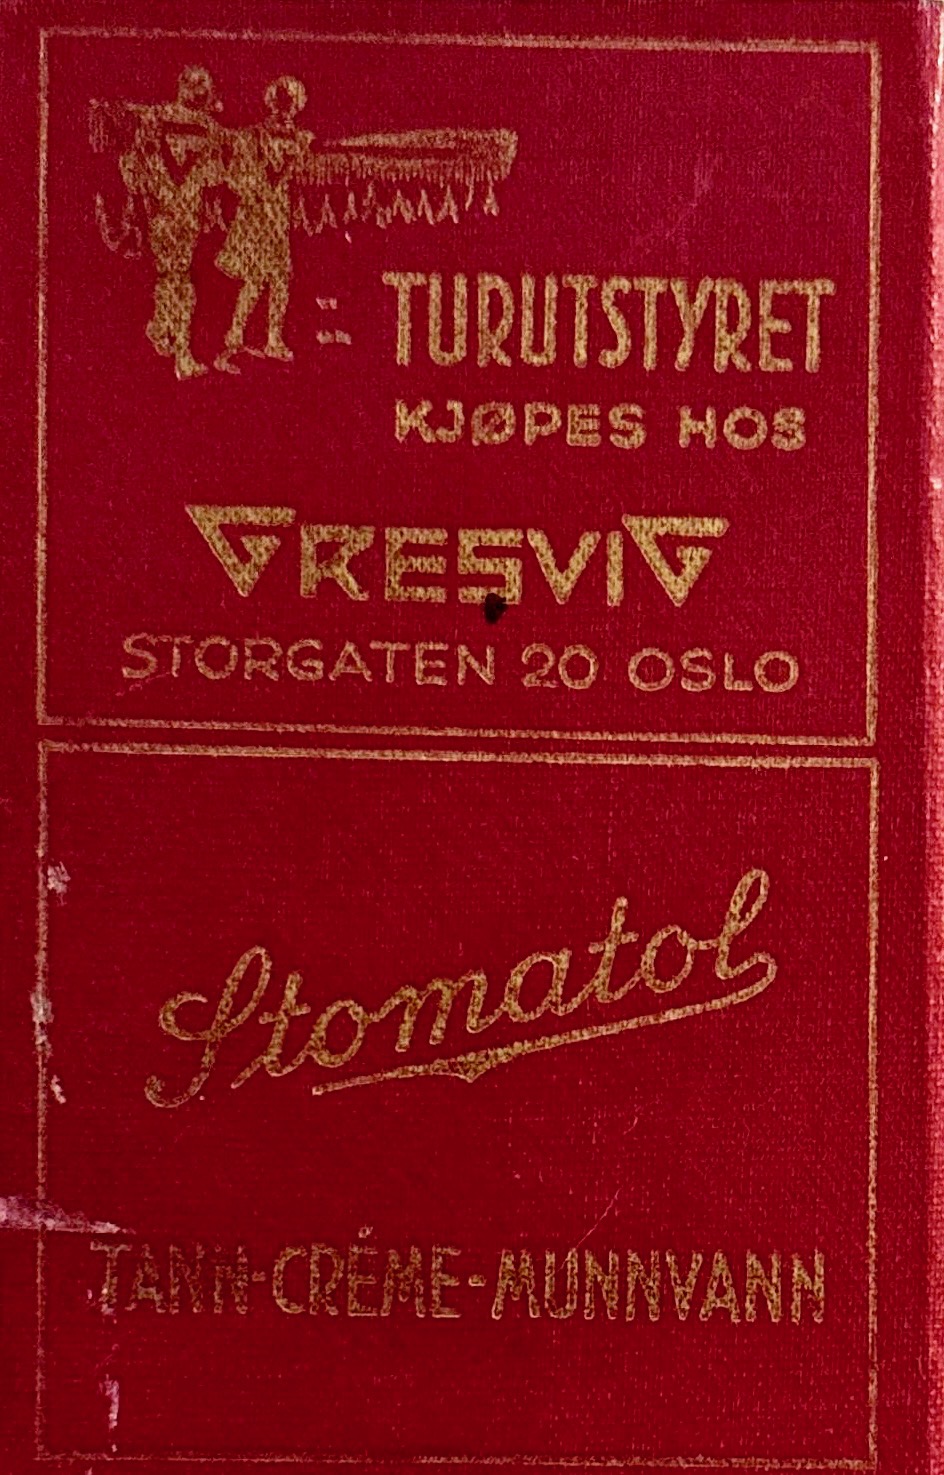 TURUTSTYRET
KJØPES HOS
GRESVIG
STORGATEN 20 OSLO
Stomatol
TANN-CRÉME-MUNNVANN